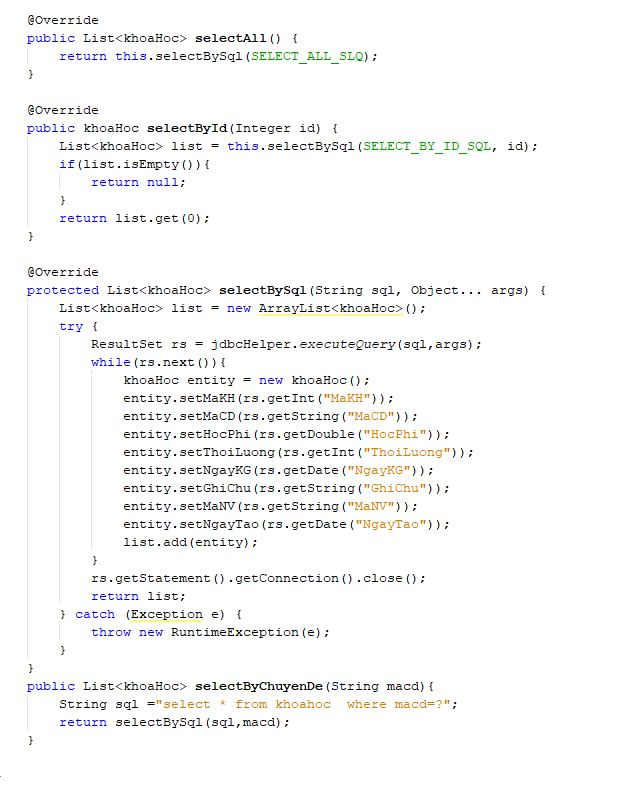 @Override
public List<khoaHoc> selectAll() {
    return this.selectBySql(SELECT_ALL_SLQ);
}

@Override
public khoaHoc selectById(Integer id) {
    List<khoaHoc> list = this.selectBySql(SELECT_BY_ID_SQL, id);
    if(list.isEmpty()){
        return null;
    }
    return list.get(0);
}

@Override
protected List<khoaHoc> selectBySql(String sql, Object... args) {
    List<khoaHoc> list = new ArrayList<khoaHoc>();
    try {
        ResultSet rs = jdbcHelper.executeQuery(sql,args);
        while(rs.next()){
            khoaHoc entity = new khoaHoc();
            entity.setMaKH(rs.getInt("MaKH"));
            entity.setMaCD(rs.getString("MaCD"));
            entity.setHocPhi(rs.getDouble("HocPhi"));
            entity.setThoiLuong(rs.getInt("ThoiLuong"));
            entity.setNgayKG(rs.getDate("NgayKG"));
            entity.setGhiChu(rs.getString("GhiChu"));
            entity.setMaNV(rs.getString("MaNV"));
            entity.setNgayTao(rs.getDate("NgayTao"));
            list.add(entity);
        }
        rs.getStatement().getConnection().close();
        return list;
    } catch (Exception e) {
        throw new RuntimeException(e);
    }
}
public List<khoaHoc> selectByChuyenDe(String macd){
    String sql ="select * from khoahoc  where macd=?";
    return selectBySql(sql,macd);
}